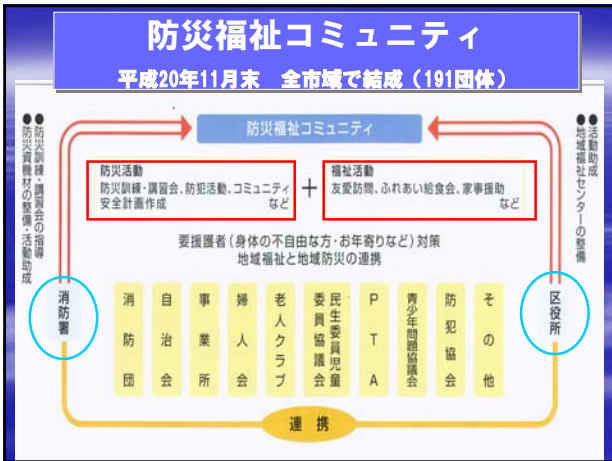 防災福祉コミュニティ
平成20年11月末　全市域で結成（191団体）
防災福祉コミュニティ
●防災訓練・講習会の指導
●防災資機材の整備・活動助成
●活動助成
●地域福祉センターの整備
防災活動
防災訓練・講習会、防犯活動、コミュニティ
安全計画作成　など
＋
福祉活動
友愛訪問、ふれあい給食会、家事援助
など
要援護者（身体の不自由な方・お年寄りなど）対策
地域福祉と地域防災の連携
消防署
消防団
自治会
事業所
婦人会
老人クラブ
民生委員児童
委員協議会
PTA
青少年問題協議会
防犯協会
その他
区役所
連携